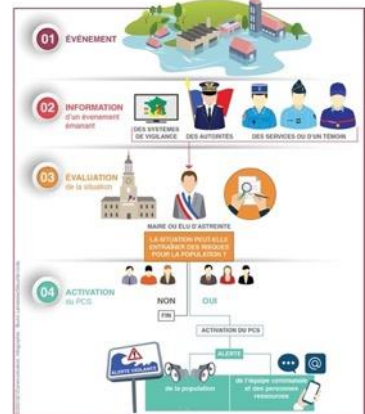 01 ÉVÉNEMENT
02 INFORMATION
d'un évenement
émanant
DES SYSTÈMES
DE VIGILANCE
DES AUTORITÉS
DES SERVICES OU D'UN TÉMOIN
03 ÉVALUATION
de la situation
MAIRE OU ÉLU D'ASTREINTE
LA SITUATION PEUT-ELLE
ENTRAÎNER DES RISQUES
POUR LA POPULATION ?
04 ACTIVATION
du PCS
NON
OUI
FIN
ACTIVATION DU PCS
ALERTE
ALERTE VIGILANCE
de la population
de l'équipe communale
et des personnes
ressources